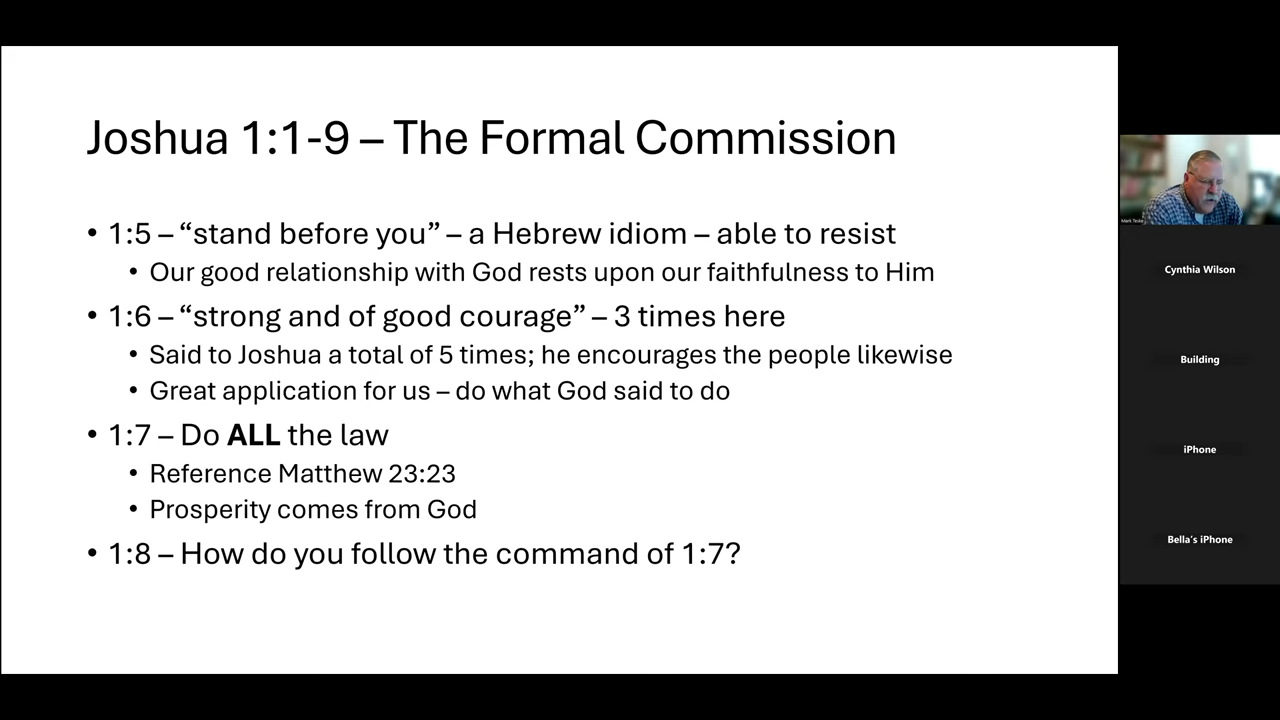 Joshua 1:1-9 – The Formal Commission
• 1:5 – “stand before you” – a Hebrew idiom – able to resist
• Our good relationship with God rests upon our faithfulness to Him
• 1:6 – “strong and of good courage” – 3 times here
• Said to Joshua a total of 5 times; he encourages the people likewise
• Great application for us – do what God said to do
• 1:7 – Do ALL the law
• Reference Matthew 23:23
• Prosperity comes from God
• 1:8 – How do you follow the command of 1:7?
Mark
Cynthia Wilson
Building
iPhone
Bella’s iPhone